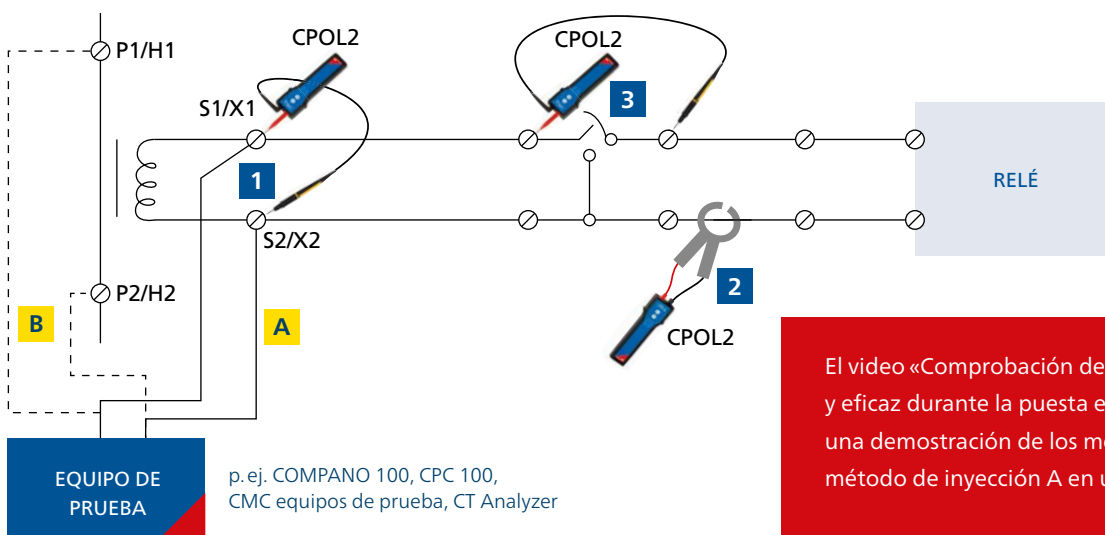 P1/H1
CPOL2
CPOL2
S1/X1
3
1
RELÉ
S2/X2
2
P2/H2
B
A
CPOL2
El video «Comprobación de
y eficaz durante la puesta e
una demostración de los m
método de inyección A en u
EQUIPO DE
PRUEBA
p. ej. COMPANO 100, CPC 100,
CMC equipos de prueba, CT Analyzer